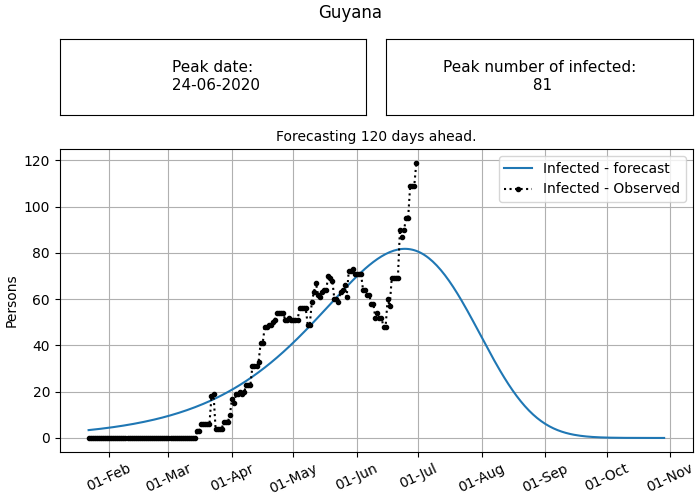 Guyana
Peak date:
24-06-2020
Peak number of infected:
81
Forecasting 120 days ahead.
Infected - forecast
Infected - Observed
Persons
120
100
80
60
40
20
0
01-Feb
01-Mar
01-Apr
01-May
01-Jun
01-Jul
01-Aug
01-Sep
01-Oct
01-Nov